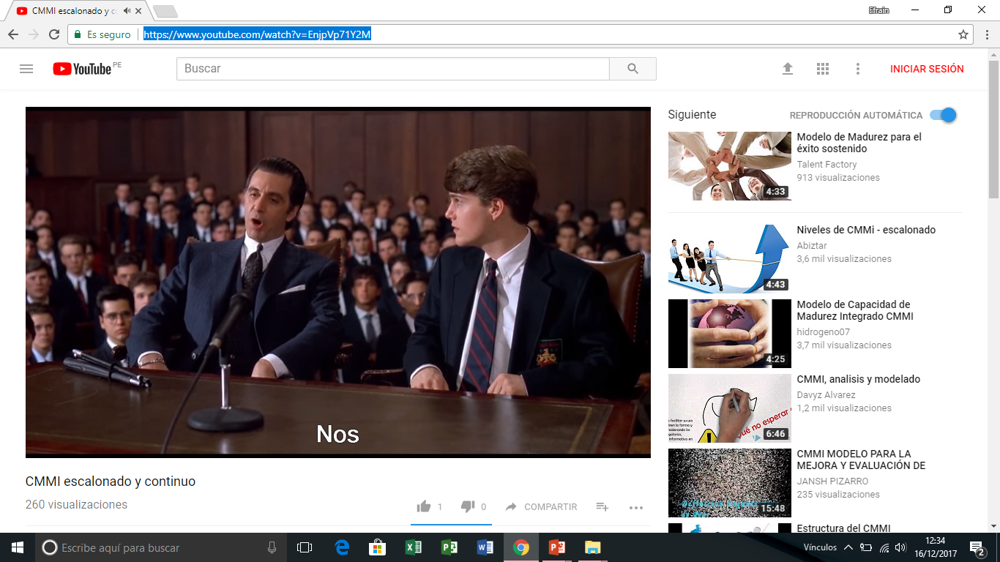 CMMI escalonado y c
Efrain
Es seguro
https://www.youtube.com/watch?v=EnjpVp71Y2M
YouTube PE
Buscar
INICIAR SESIÓN
Nos
CMMI escalonado y continuo
260 visualizaciones
1
0
COMPARTIR
Siguiente
REPRODUCCIÓN AUTOMÁTICA
Modelo de Madurez para el
éxito sostenido
Talent Factory
913 visualizaciones
4:33
Niveles de CMMi - escalonado
Abiztar
3,6 mil visualizaciones
4:43
Modelo de Capacidad de
Madurez Integrado CMMI
hidrogeno07
3,7 mil visualizaciones
4:25
CMMI, analisis y modelado
Davyz Alvarez
1,2 mil visualizaciones
qué no esperar
6:46
CMMI MODELO PARA LA
MEJORA Y EVALUACIÓN DE
JANSH PIZARRO
235 visualizaciones
15:48
Estructura del CMMI
Escribe aquí para buscar
Vínculos
12:34
16/12/2017
2